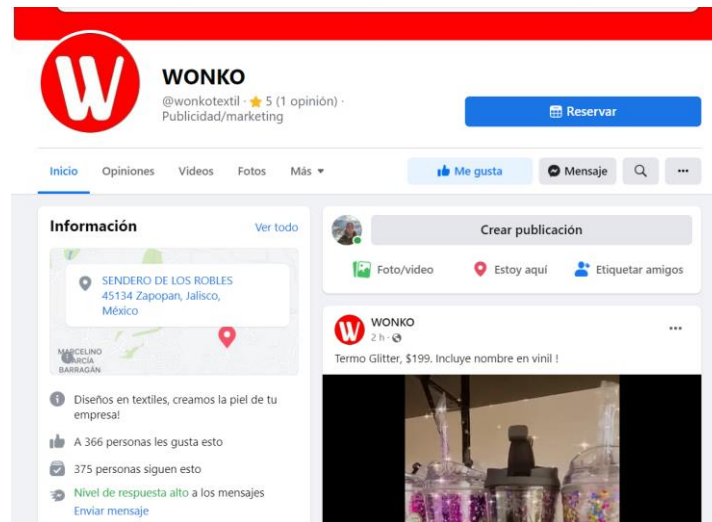 W
WONKO
@wonkotextil · 5 (1 opinión) ·
Publicidad/marketing
Reservar
Inicio Opiniones Videos Fotos Más
Me gusta Mensaje
Información Ver todo
SENDERO DE LOS ROBLES
45134 Zapopan, Jalisco,
México
MARCELINO
GARCÍA
BARRAGÁN
Diseños en textiles, creamos la piel de tu
empresa!
A 366 personas les gusta esto
375 personas siguen esto
Nivel de respuesta alto a los mensajes
Enviar mensaje
Crear publicación
Foto/video Estoy aquí Etiquetar amigos
W
WONKO
2 h ·
Termo Glitter, $199. Incluye nombre en vinil !